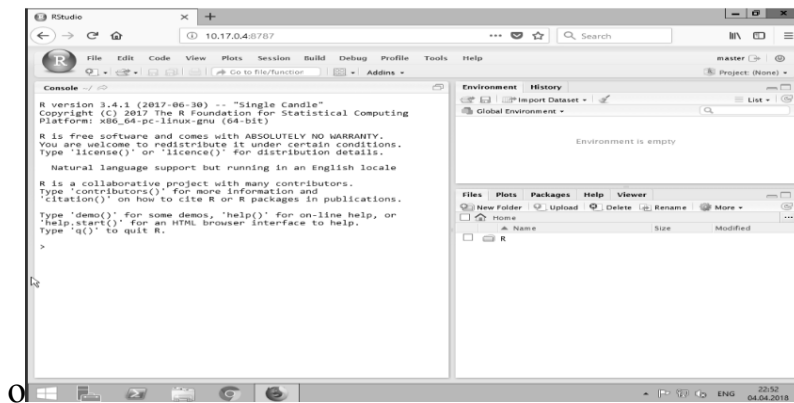 RStudio
10.17.0.4:8787
Search
File Edit Code View Plots Session Build Debug Profile Tools Help
master
Go to file/function
Addins
Project: (None)
Console ~/
R version 3.4.1 (2017-06-30) -- "Single Candle"
Copyright (C) 2017 The R Foundation for Statistical Computing
Platform: x86_64-pc-linux-gnu (64-bit)
R is free software and comes with ABSOLUTELY NO WARRANTY.
You are welcome to redistribute it under certain conditions.
Type 'license()' or 'licence()' for distribution details.
Natural language support but running in an English locale
R is a collaborative project with many contributors.
Type 'contributors()' for more information and
'citation()' on how to cite R or R packages in publications.
Type 'demo()' for some demos, 'help()' for on-line help, or
'help.start()' for an HTML browser interface to help.
Type 'q()' to quit R.
>
Environment History
Import Dataset
List
Global Environment
Environment is empty
Files Plots Packages Help Viewer
New Folder Upload Delete Rename More
Home
Name Size Modified
R
o
ENG
22:52
04.04.2018